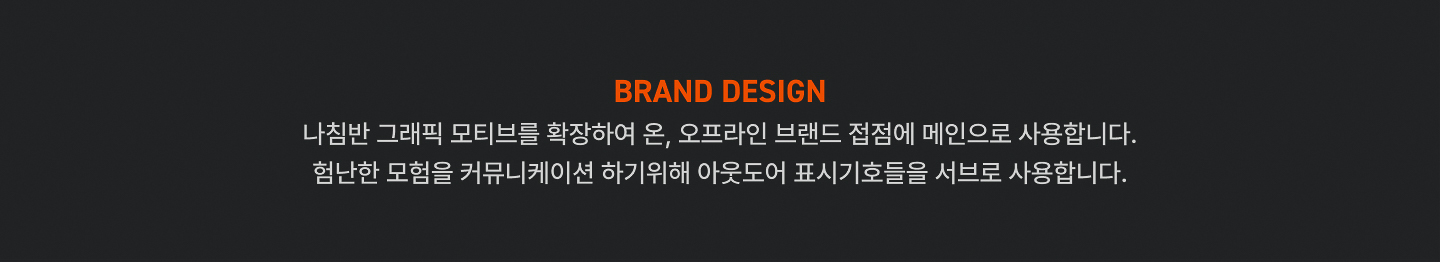 BRAND DESIGN
나침반 그래픽 모티브를 확장하여 온, 오프라인 브랜드 접점에 메인으로 사용합니다.
험난한 모험을 커뮤니케이션 하기위해 아웃도어 표시기호들을 서브로 사용합니다.